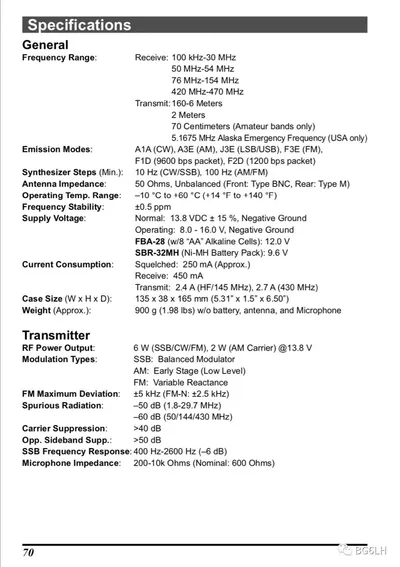 Specifications
General
Frequency Range: Receive: 100 kHz-30 MHz
50 MHz-54 MHz
76 MHz-154 MHz
420 MHz-470 MHz
Transmit: 160-6 Meters
2 Meters
70 Centimeters (Amateur bands only)
5.1675 MHz Alaska Emergency Frequency (USA only)
Emission Modes: A1A (CW), A3E (AM), J3E (LSB/USB), F3E (FM),
F1D (9600 bps packet), F2D (1200 bps packet)
Synthesizer Steps (Min.): 10 Hz (CW/SSB), 100 Hz (AM/FM)
Antenna Impedance: 50 Ohms, Unbalanced (Front: Type BNC, Rear: Type M)
Operating Temp. Range: –10 °C to +60 °C (+14 °F to +140 °F)
Frequency Stability: ±0.5 ppm
Supply Voltage: Normal: 13.8 VDC ± 15 %, Negative Ground
Operating: 8.0 - 16.0 V, Negative Ground
FBA-28 (w/8 “AA” Alkaline Cells): 12.0 V
SBR-32MH (Ni-MH Battery Pack): 9.6 V
Current Consumption: Squelched: 250 mA (Approx.)
Receive: 450 mA
Transmit: 2.4 A (HF/145 MHz), 2.7 A (430 MHz)
Case Size (W x H x D): 135 x 38 x 165 mm (5.31” x 1.5” x 6.50”)
Weight (Approx.): 900 g (1.98 lbs) w/o battery, antenna, and Microphone
Transmitter
RF Power Output: 6 W (SSB/CW/FM), 2 W (AM Carrier) @13.8 V
Modulation Types: SSB: Balanced Modulator
AM: Early Stage (Low Level)
FM: Variable Reactance
FM Maximum Deviation: ±5 kHz (FM-N: ±2.5 kHz)
Spurious Radiation: –50 dB (1.8-29.7 MHz)
–60 dB (50/144/430 MHz)
Carrier Suppression: >40 dB
Opp. Sideband Supp.: >50 dB
SSB Frequency Response: 400 Hz-2600 Hz (–6 dB)
Microphone Impedance: 200-10k Ohms (Nominal: 600 Ohms)
70
BG6LH